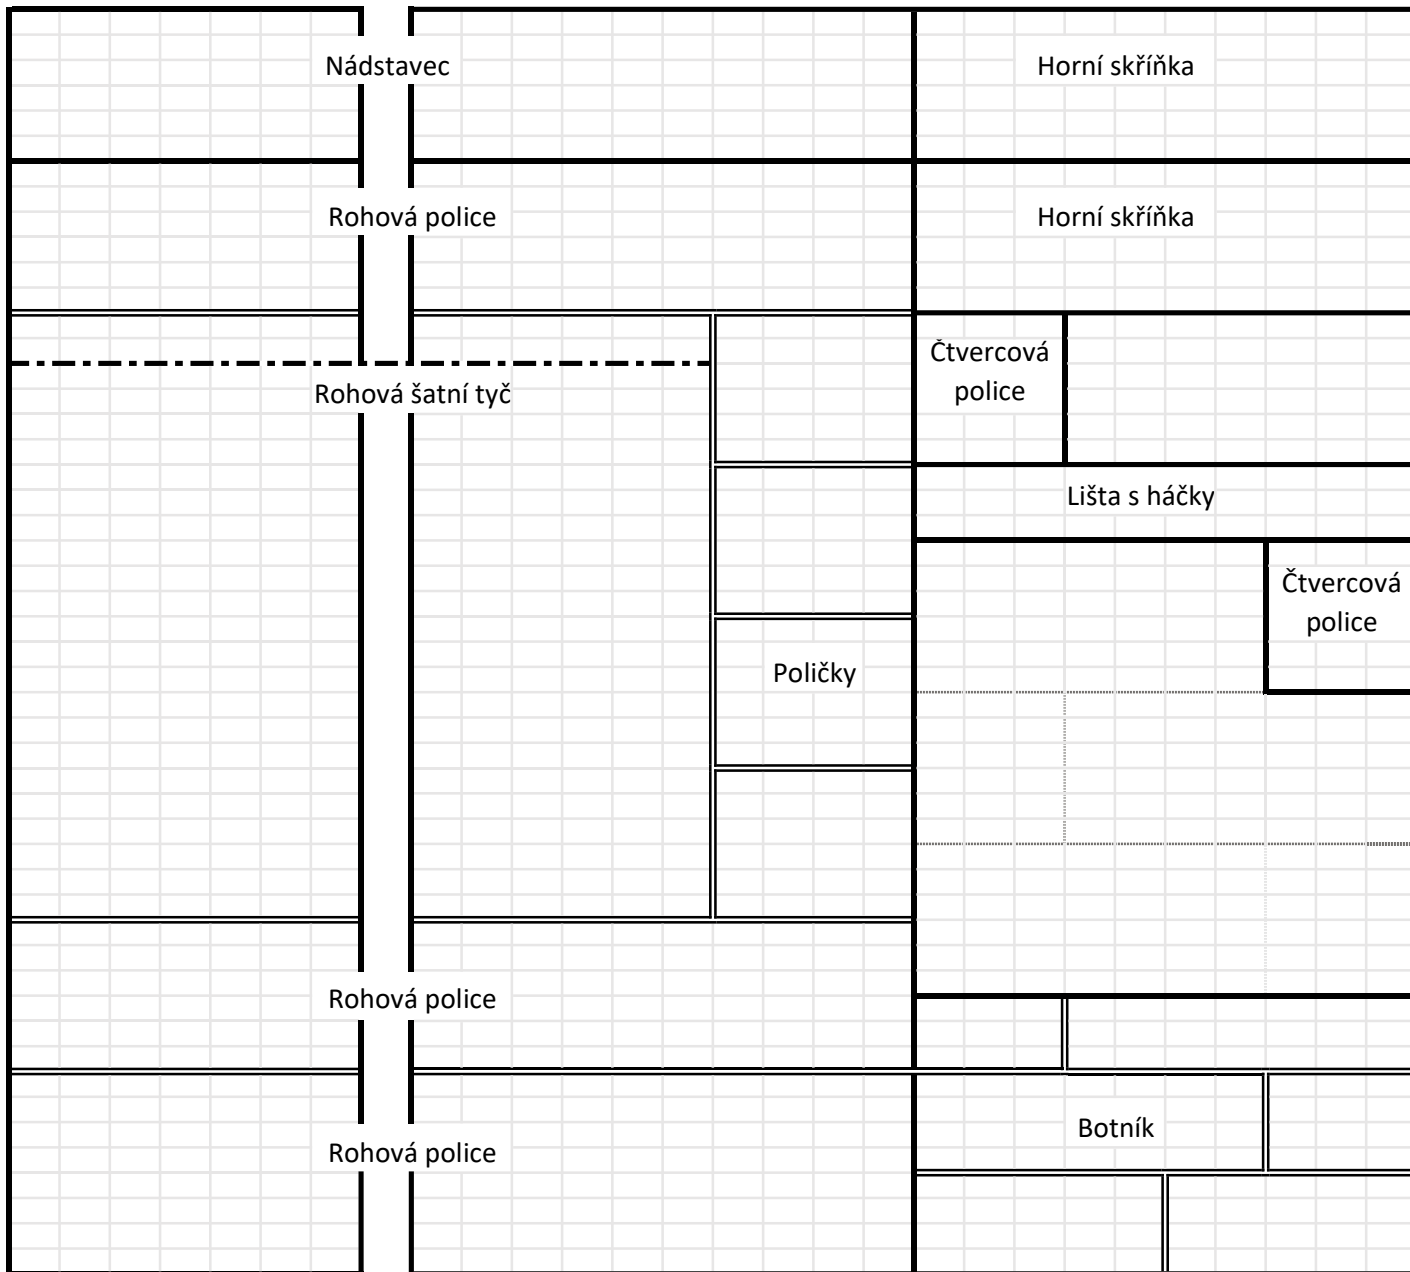 Nádstavec
Horní skříňka
Rohová police
Horní skříňka
Čtvercová
police
Rohová šatní tyč
Lišta s háčky
Čtvercová
police
Poličky
Rohová police
Botník
Rohová police